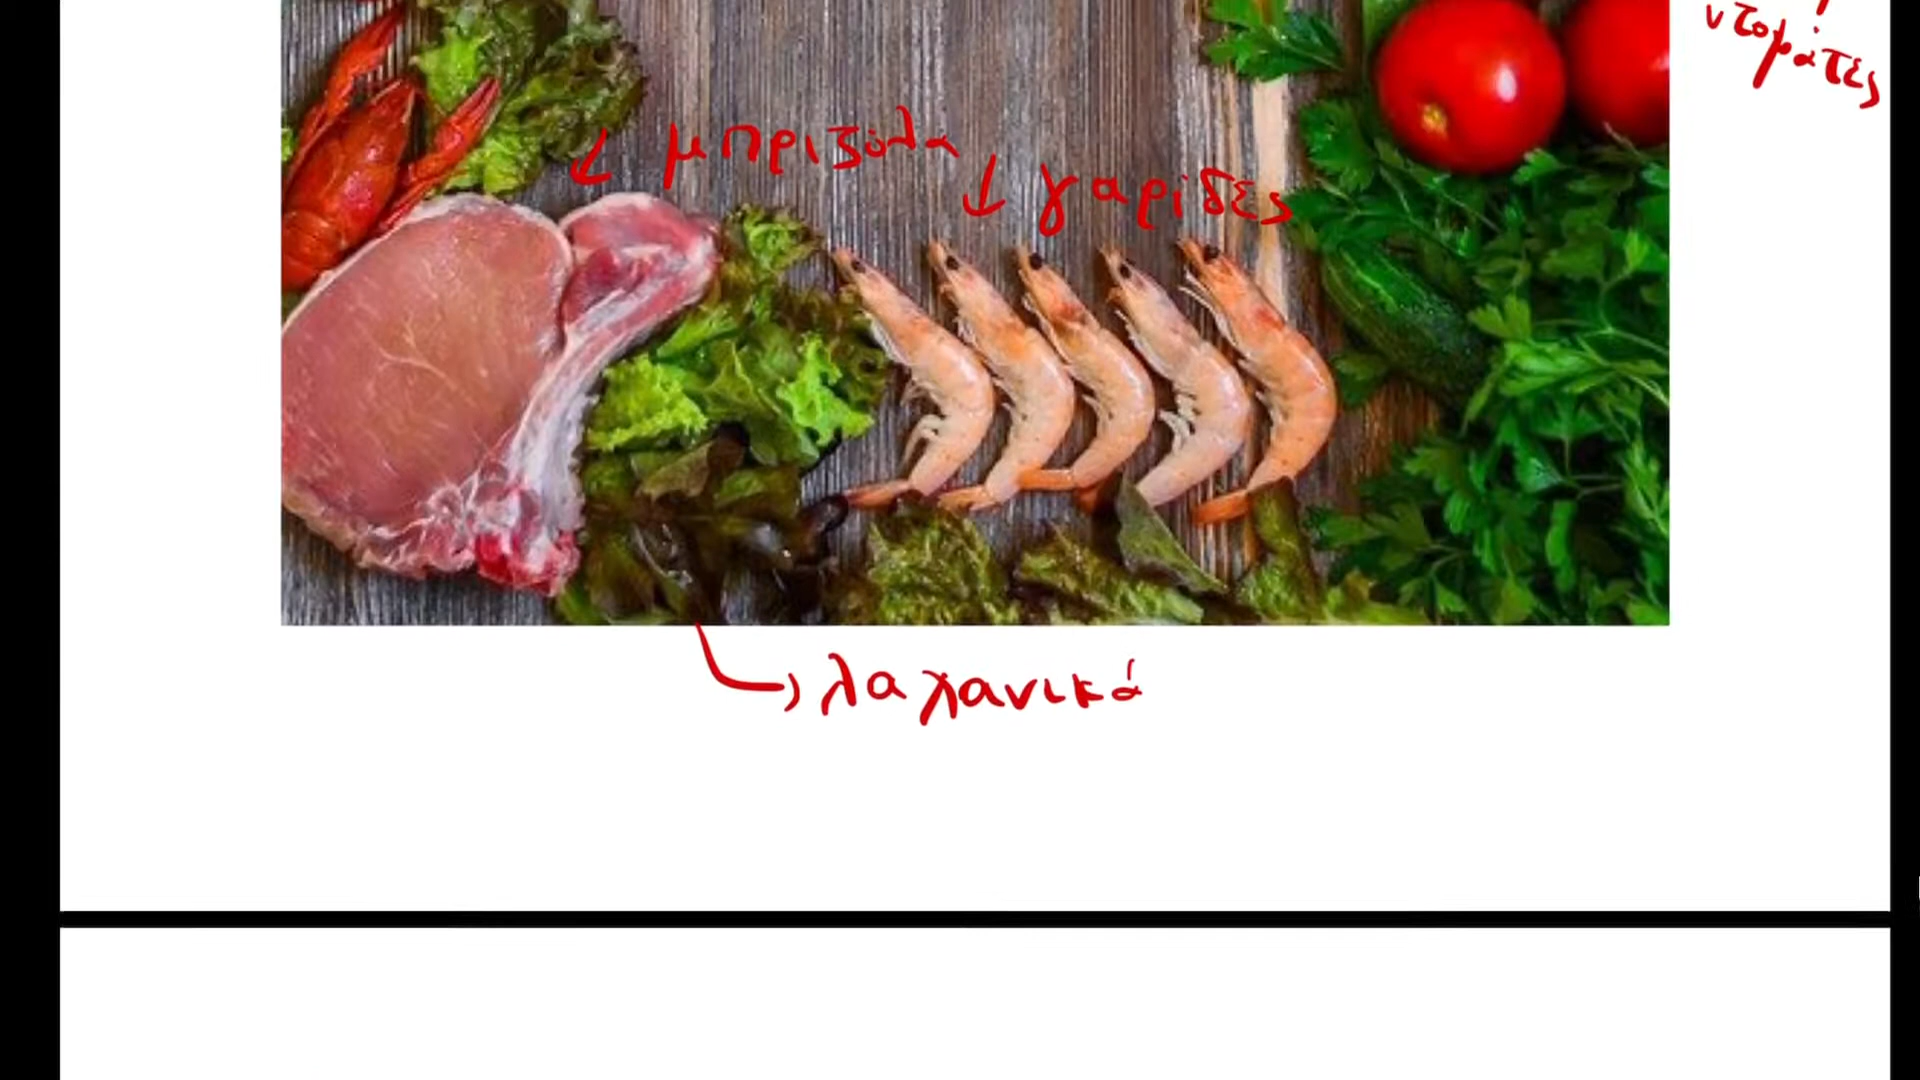 ντομάτες
μπριζόλα
γαρίδες
λαχανικά